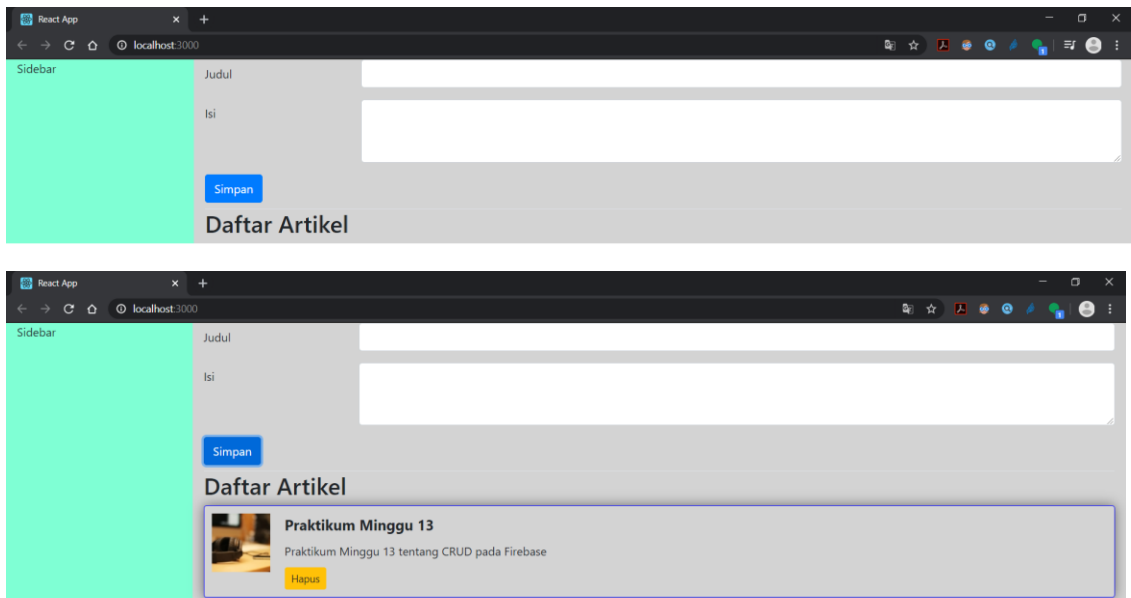 React App
localhost:3000
Sidebar
Judul
Isi
Simpan
Daftar Artikel
React App
localhost:3000
Sidebar
Judul
Isi
Simpan
Daftar Artikel
Praktikum Minggu 13
Praktikum Minggu 13 tentang CRUD pada Firebase
Hapus